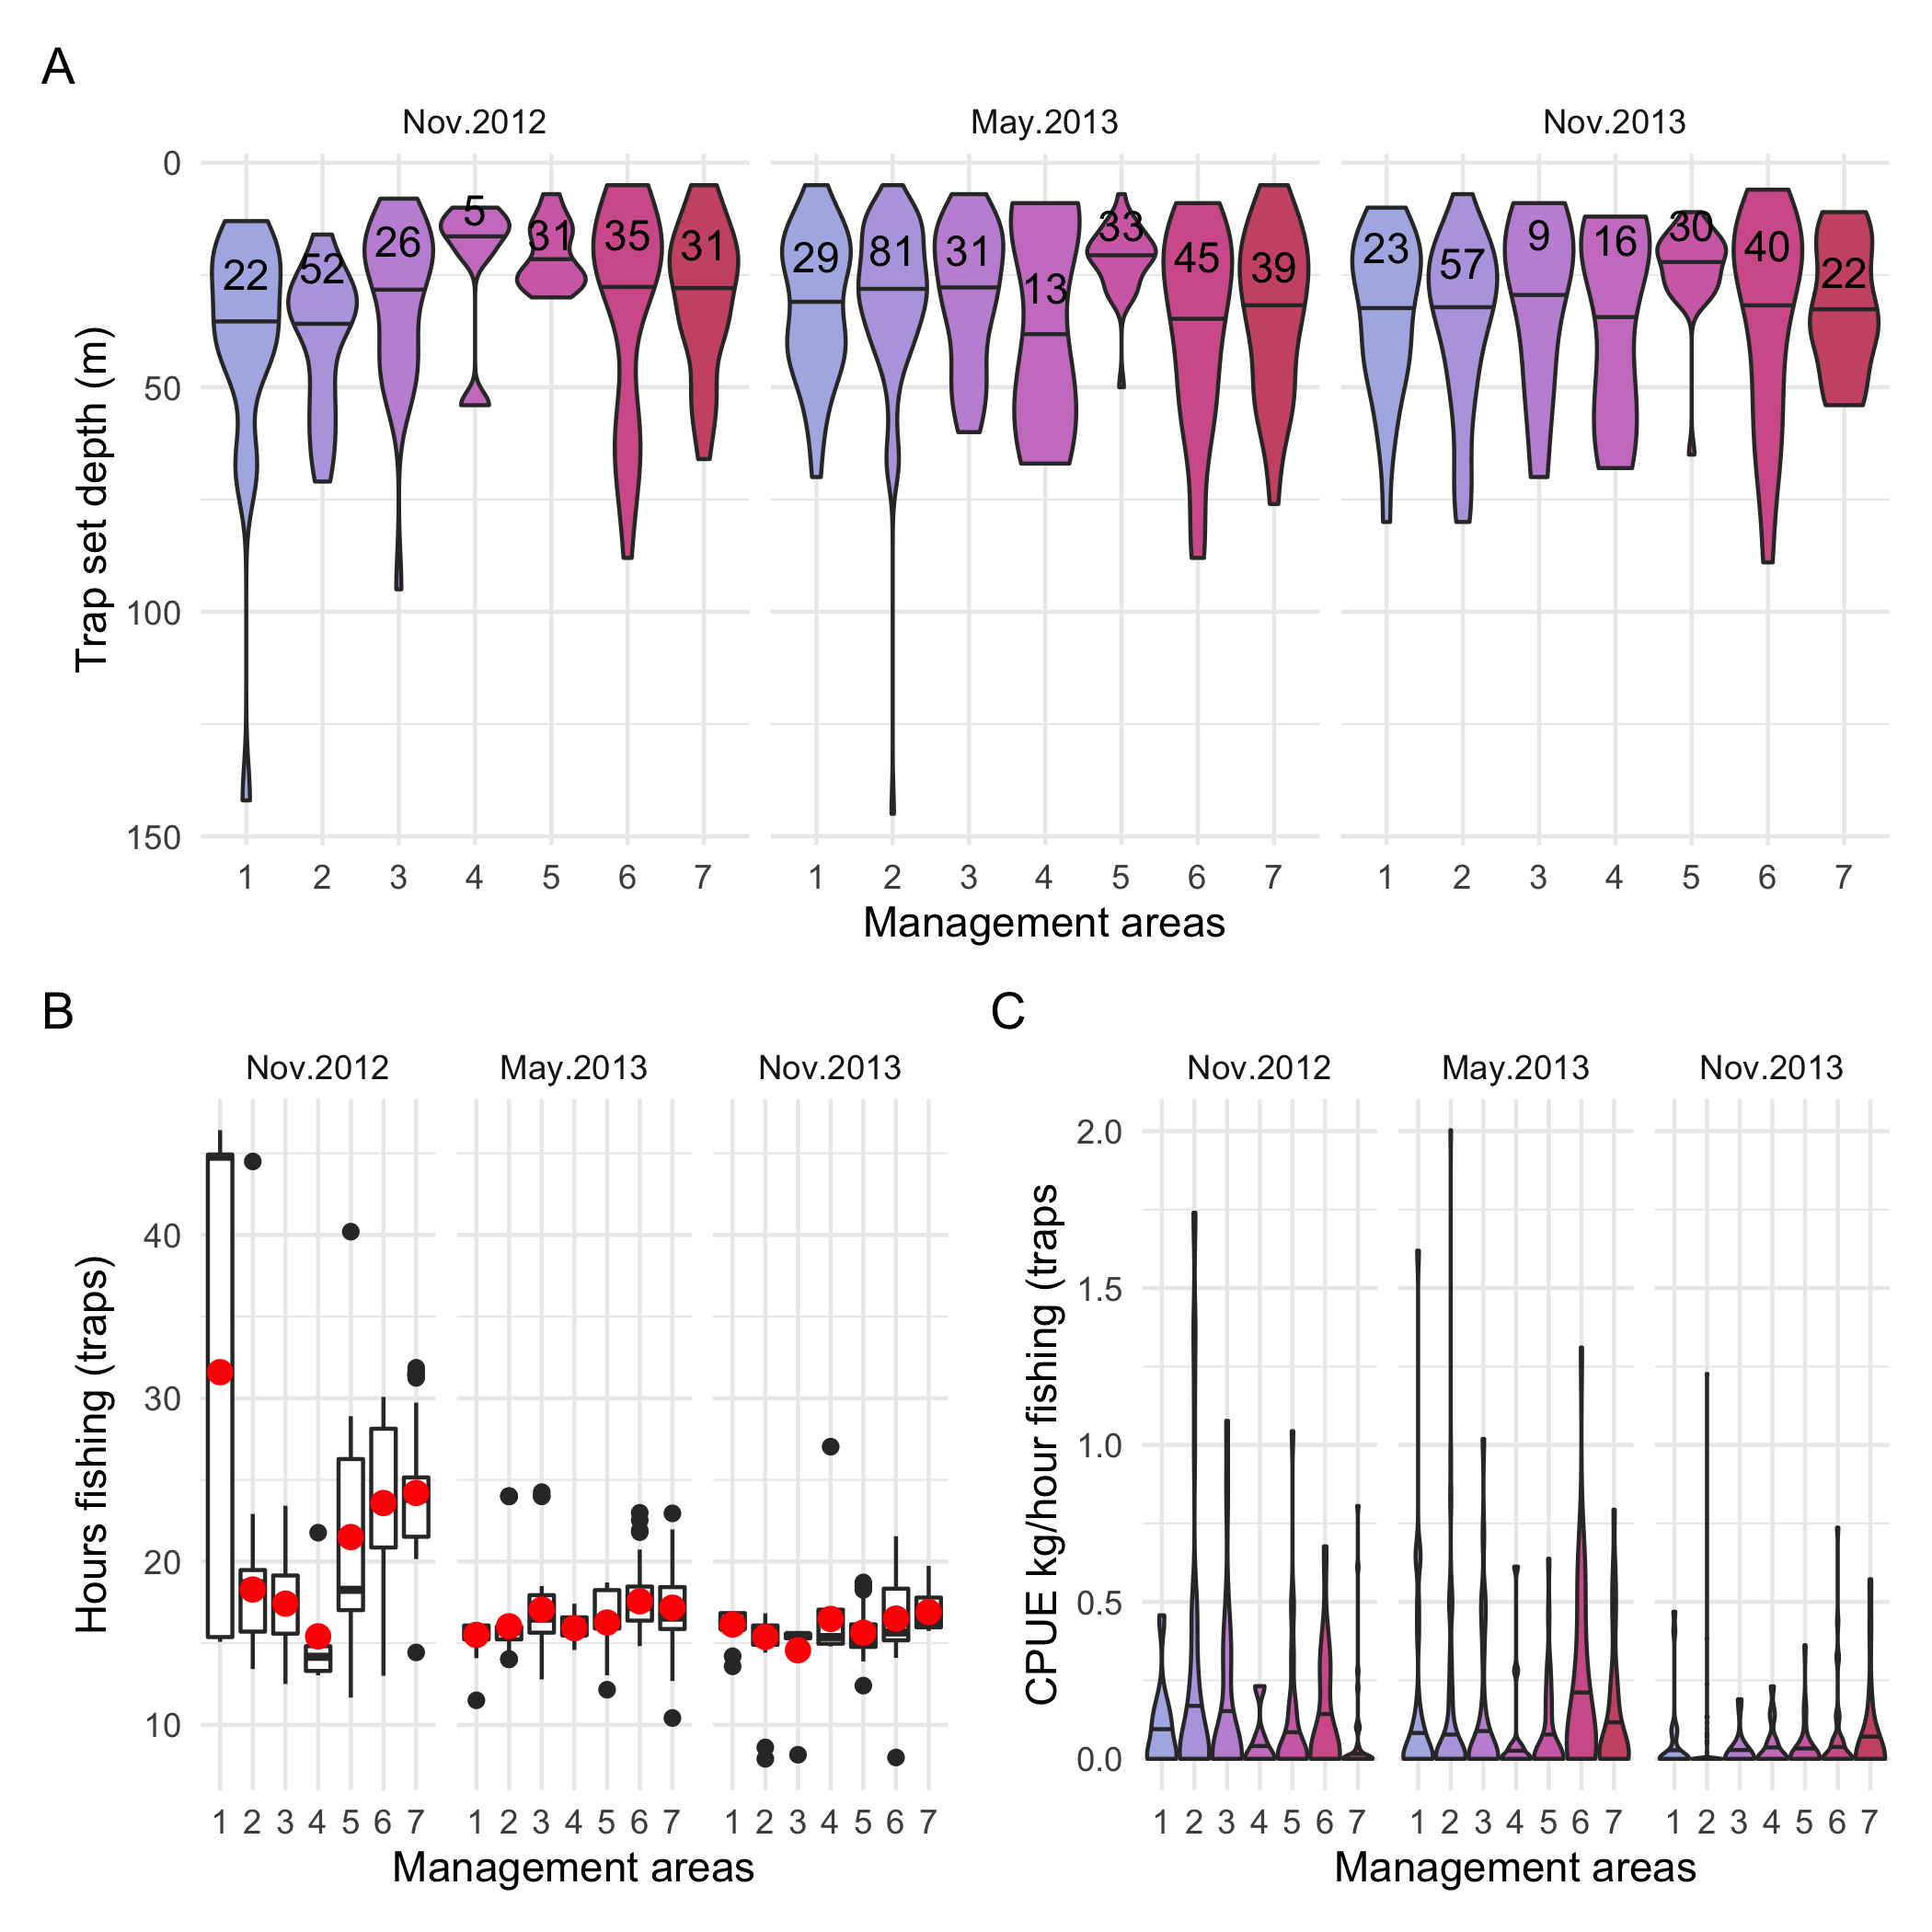 A
Nov.2012 May.2013 Nov.2013
0
50
100
150
Trap set depth (m)
22 52 26 5 31 35 31
29 81 31 13 33 45 39
23 57 9 16 30 40 22
1 2 3 4 5 6 7 1 2 3 4 5 6 7 1 2 3 4 5 6 7
Management areas
B
Nov.2012 May.2013 Nov.2013
40
30
20
10
Hours fishing (traps)
1 2 3 4 5 6 7 1 2 3 4 5 6 7 1 2 3 4 5 6 7
Management areas
C
Nov.2012 May.2013 Nov.2013
2.0
1.5
1.0
0.5
0.0
CPUE kg/hour fishing (traps
1 2 3 4 5 6 7 1 2 3 4 5 6 7 1 2 3 4 5 6 7
Management areas